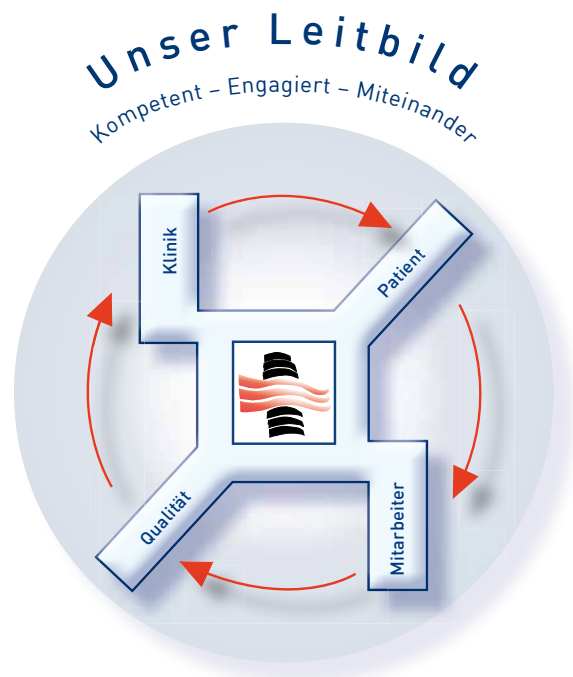 Unser Leitbild
Kompetent – Engagiert – Miteinander
Klinik
Patient
Qualität
Mitarbeiter